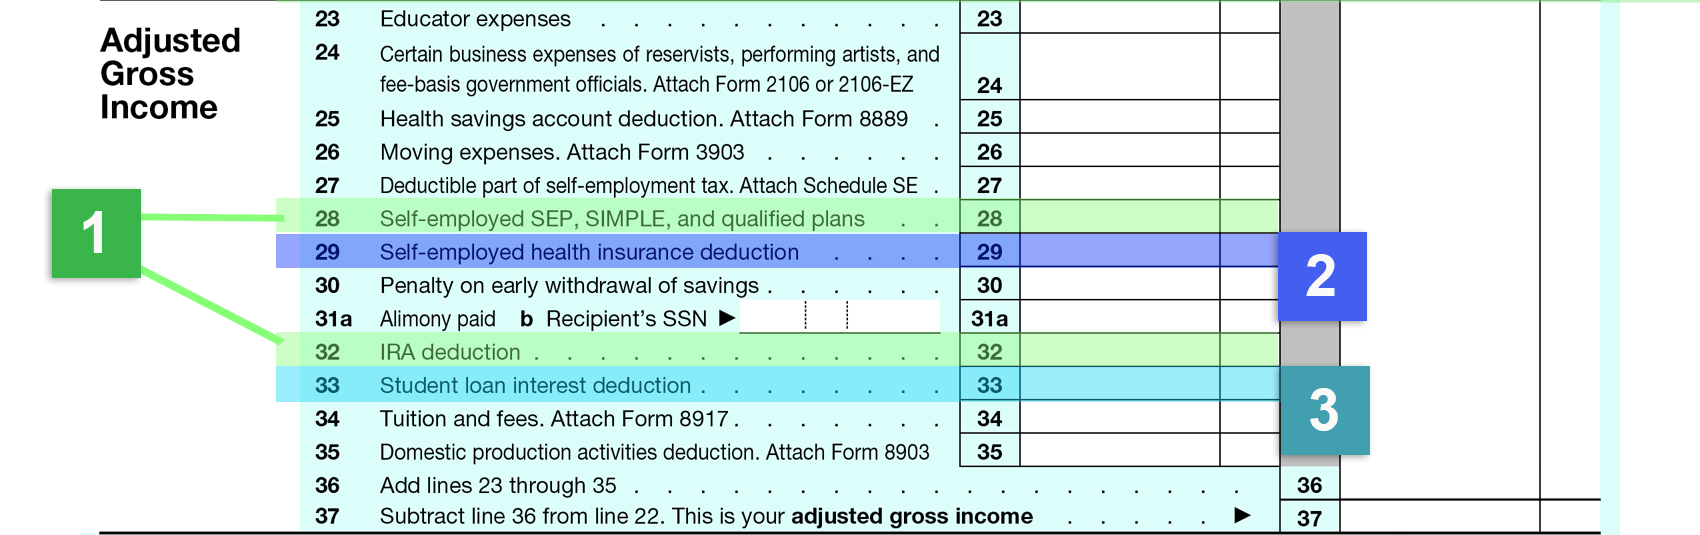 Adjusted
Gross
Income
23 Educator expenses . . . . . . . . . . . 23
24 Certain business expenses of reservists, performing artists, and
fee-basis government officials. Attach Form 2106 or 2106-EZ 24
25 Health savings account deduction. Attach Form 8889 . 25
26 Moving expenses. Attach Form 3903 . . . . . . 26
27 Deductible part of self-employment tax. Attach Schedule SE . 27
1
28 Self-employed SEP, SIMPLE, and qualified plans . . 28
29 Self-employed health insurance deduction . . . . 29
2
30 Penalty on early withdrawal of savings . . . . . . 30
31a Alimony paid b Recipient's SSN ▶ 31a
32 IRA deduction . . . . . . . . . . . . . 32
33 Student loan interest deduction . . . . . . . . 33
3
34 Tuition and fees. Attach Form 8917 . . . . . . . 34
35 Domestic production activities deduction. Attach Form 8903 35
36 Add lines 23 through 35 . . . . . . . . . . . . . . . . . . . 36
37 Subtract line 36 from line 22. This is your adjusted gross income . . . . . ▶ 37